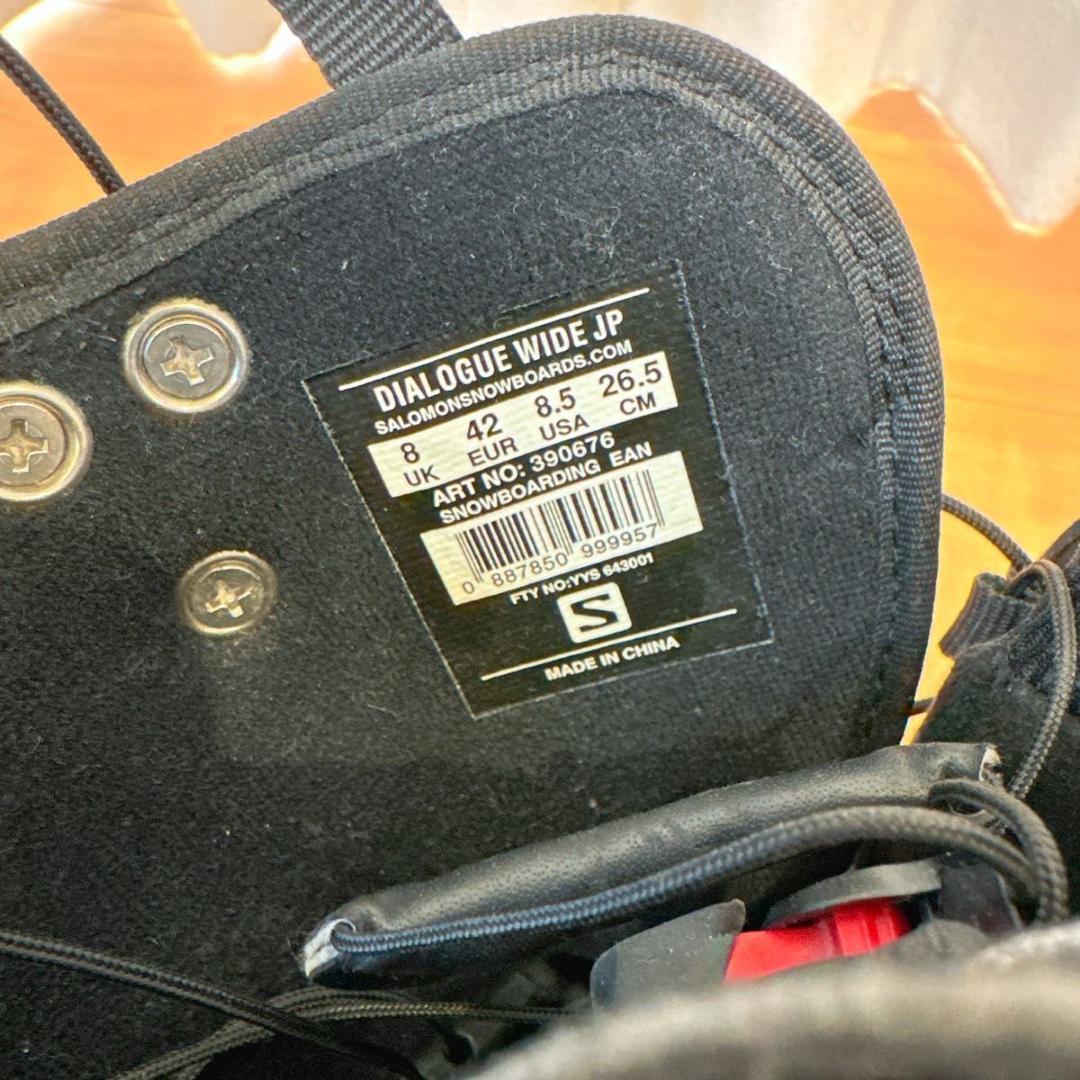 DIALOGUE WIDE JP
SALOMONSNOWBOARDS.COM
8 42 8.5 26.5
UK EUR USA CM
ART NO: 390676
SNOWBOARDING EAN
0 887850 999957
FTY NO:YYS 643001
S
MADE IN CHINA